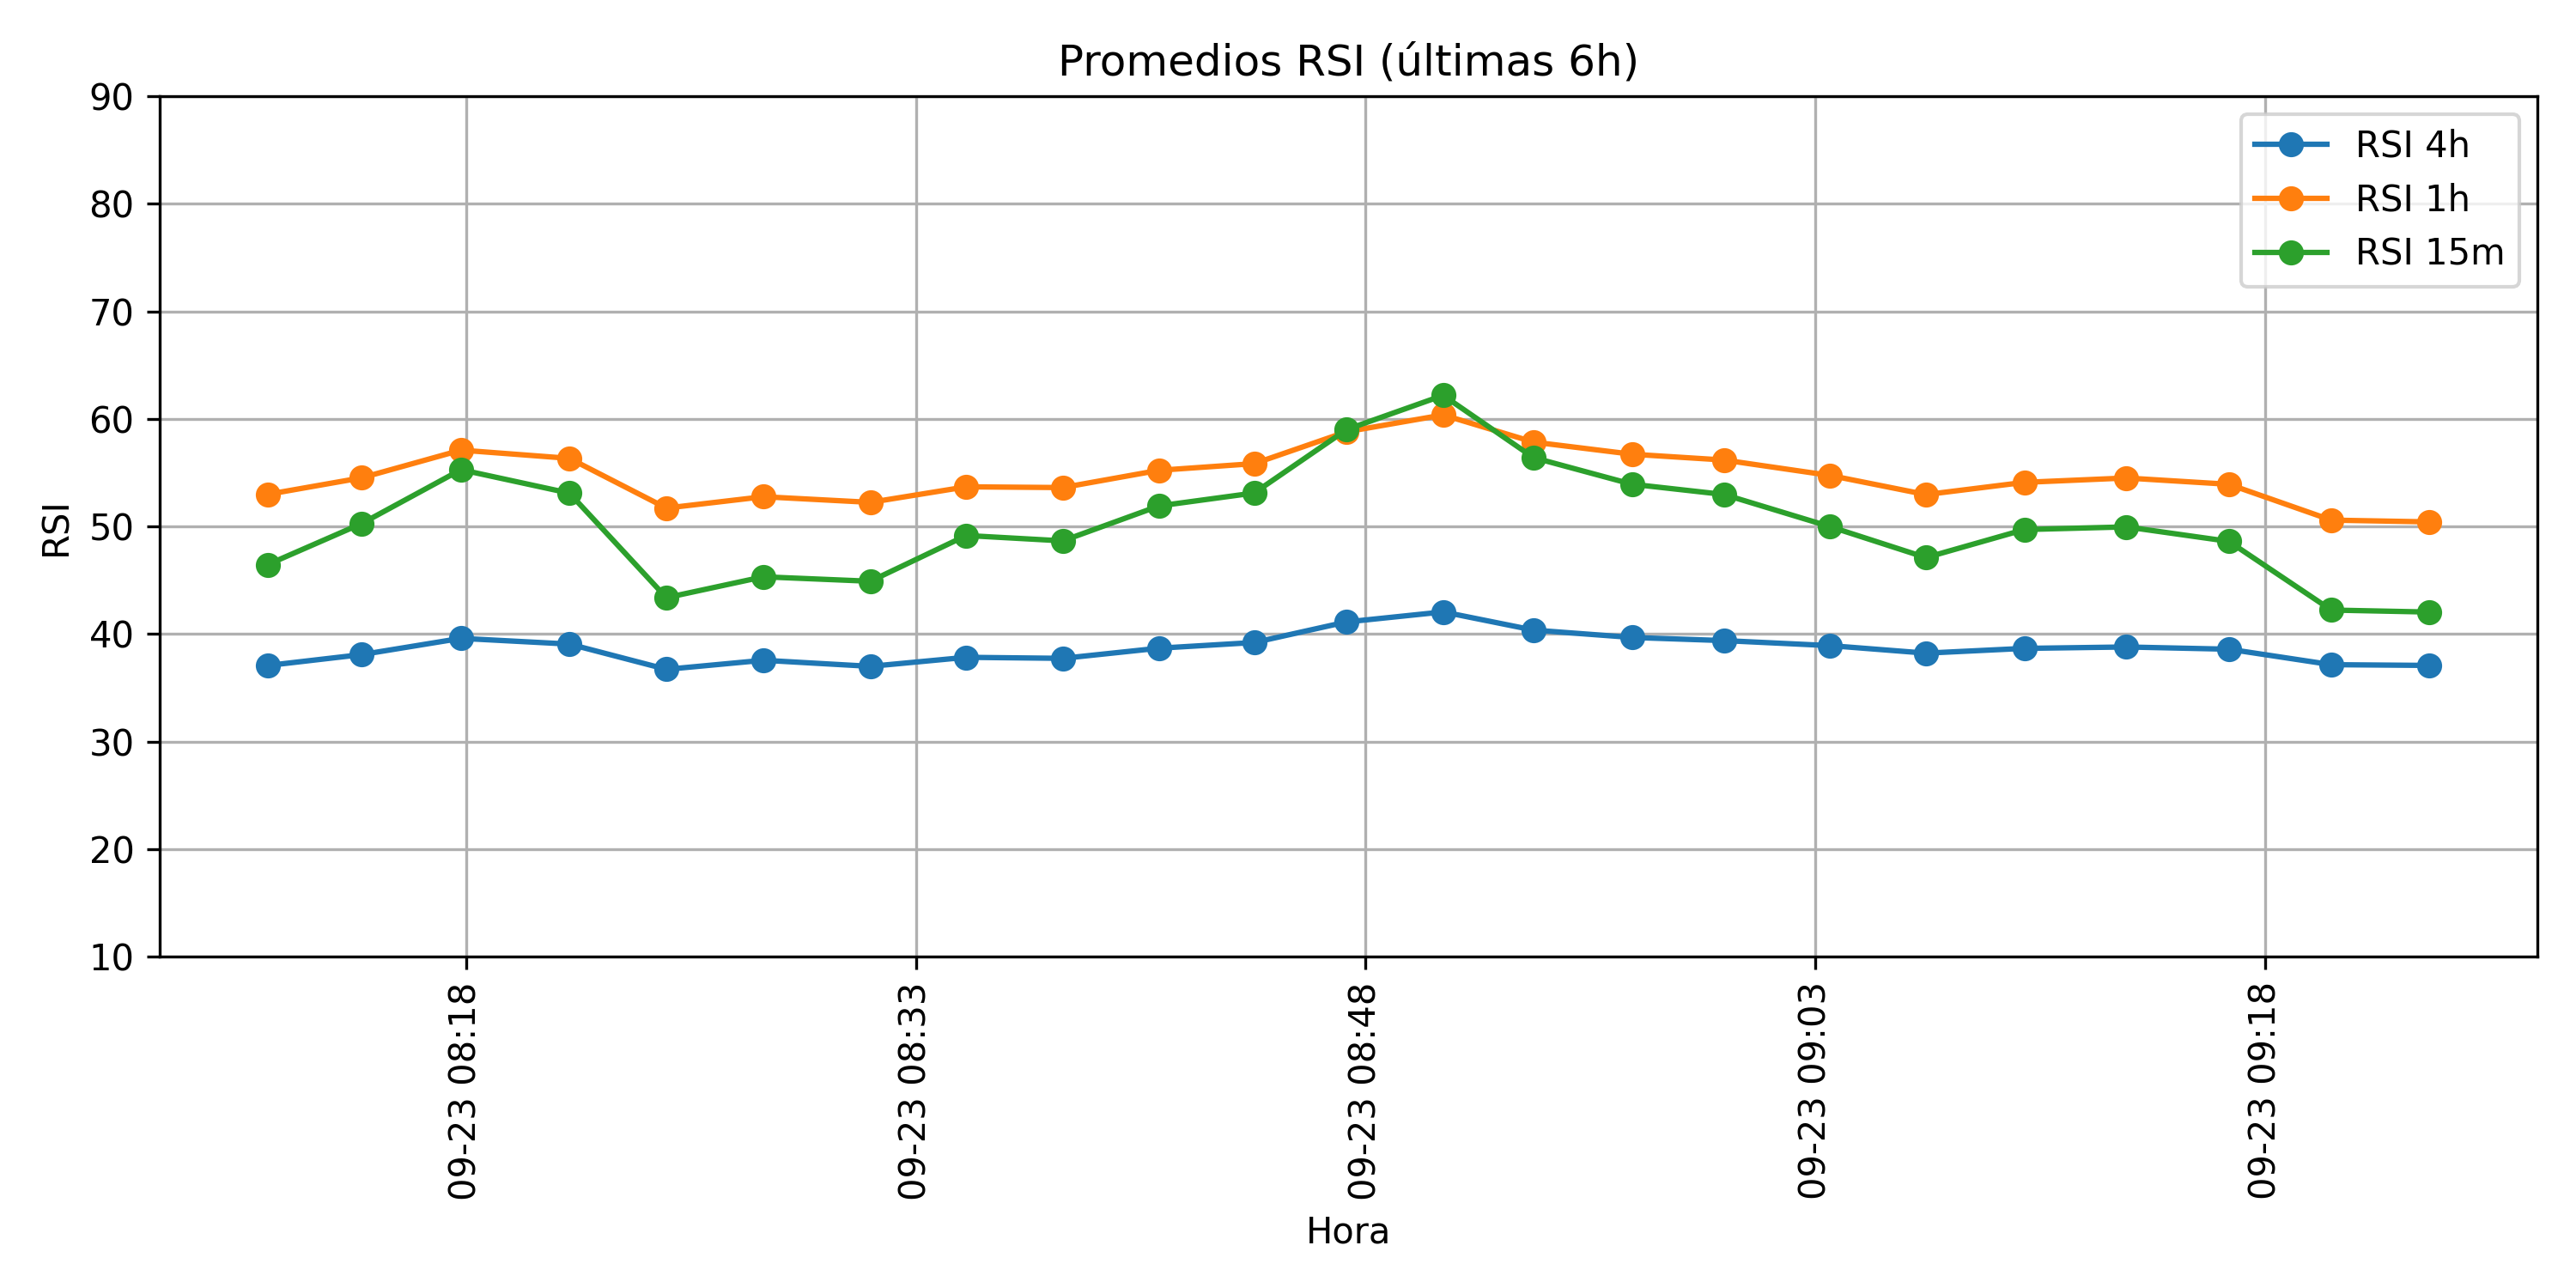 Promedios RSI (últimas 6h)
90
80
70
60
50
40
30
20
10
RSI
RSI 4h
RSI 1h
RSI 15m
09-23 08:18
09-23 08:33
09-23 08:48
09-23 09:03
09-23 09:18
Hora